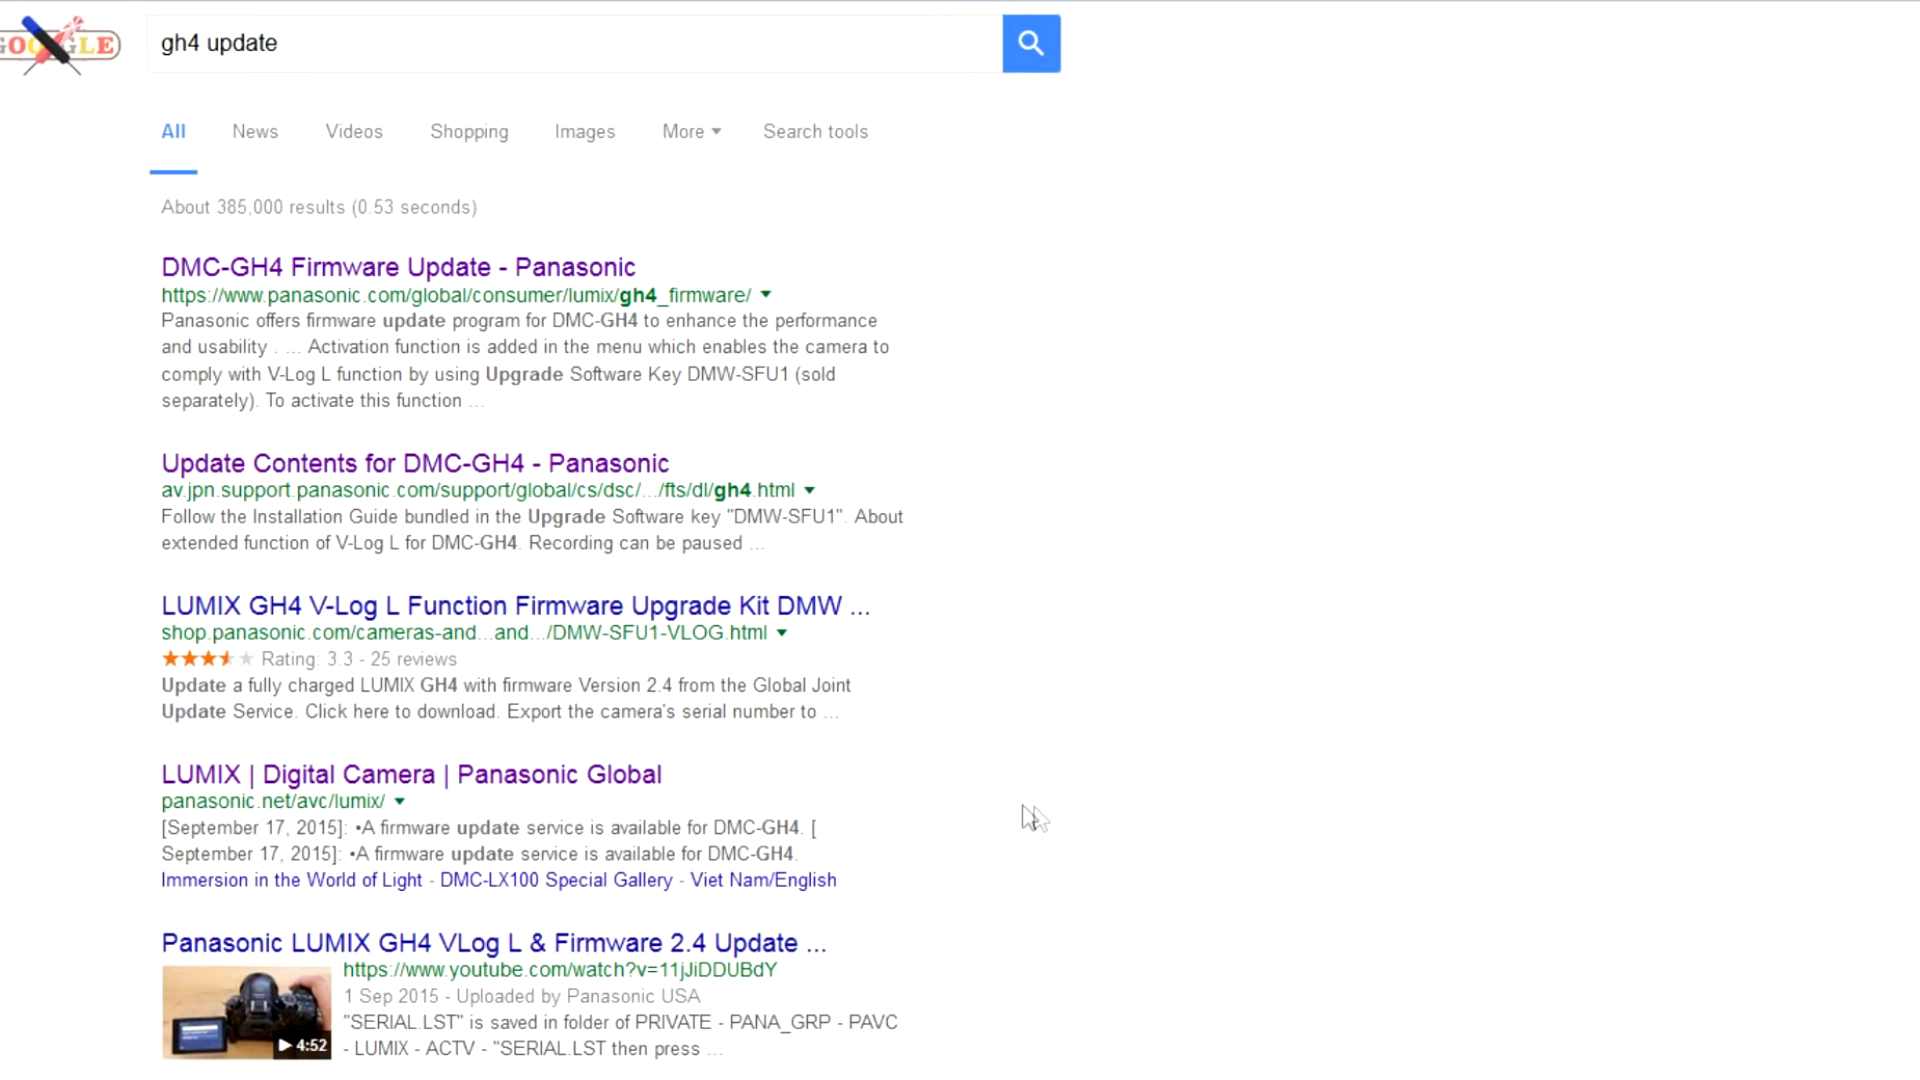 GOOGLE
gh4 update
All News Videos Shopping Images More Search tools
About 385,000 results (0.53 seconds)
DMC-GH4 Firmware Update - Panasonic
https://www.panasonic.com/global/consumer/lumix/gh4_firmware/
Panasonic offers firmware update program for DMC-GH4 to enhance the performance
and usability . ... Activation function is added in the menu which enables the camera to
comply with V-Log L function by using Upgrade Software Key DMW-SFU1 (sold
separately). To activate this function ...
Update Contents for DMC-GH4 - Panasonic
av.jpn.support.panasonic.com/support/global/cs/dsc/.../fts/dl/gh4.html
Follow the Installation Guide bundled in the Upgrade Software key "DMW-SFU1". About
extended function of V-Log L for DMC-GH4. Recording can be paused ...
LUMIX GH4 V-Log L Function Firmware Upgrade Kit DMW ...
shop.panasonic.com/cameras-and...and.../DMW-SFU1-VLOG.html
Rating: 3.3 - 25 reviews
Update a fully charged LUMIX GH4 with firmware Version 2.4 from the Global Joint
Update Service. Click here to download. Export the camera's serial number to ...
LUMIX | Digital Camera | Panasonic Global
panasonic.net/avc/lumix/
[September 17, 2015]: •A firmware update service is available for DMC-GH4. [
September 17, 2015]: •A firmware update service is available for DMC-GH4.
Immersion in the World of Light - DMC-LX100 Special Gallery - Viet Nam/English
Panasonic LUMIX GH4 VLog L & Firmware 2.4 Update ...
https://www.youtube.com/watch?v=11jJiDDUBdY
1 Sep 2015 - Uploaded by Panasonic USA
"SERIAL.LST" is saved in folder of PRIVATE - PANA_GRP - PAVC
- LUMIX - ACTV - "SERIAL.LST then press ...
4:52